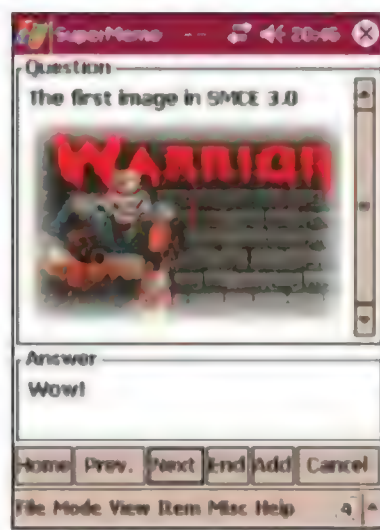 SuperMemo 20:45
Question
The first image in SMCE 3.0
WARRIOR
Answer
Wow!
Home Prev. Next End Add Cancel
File Mode View Item Misc Help